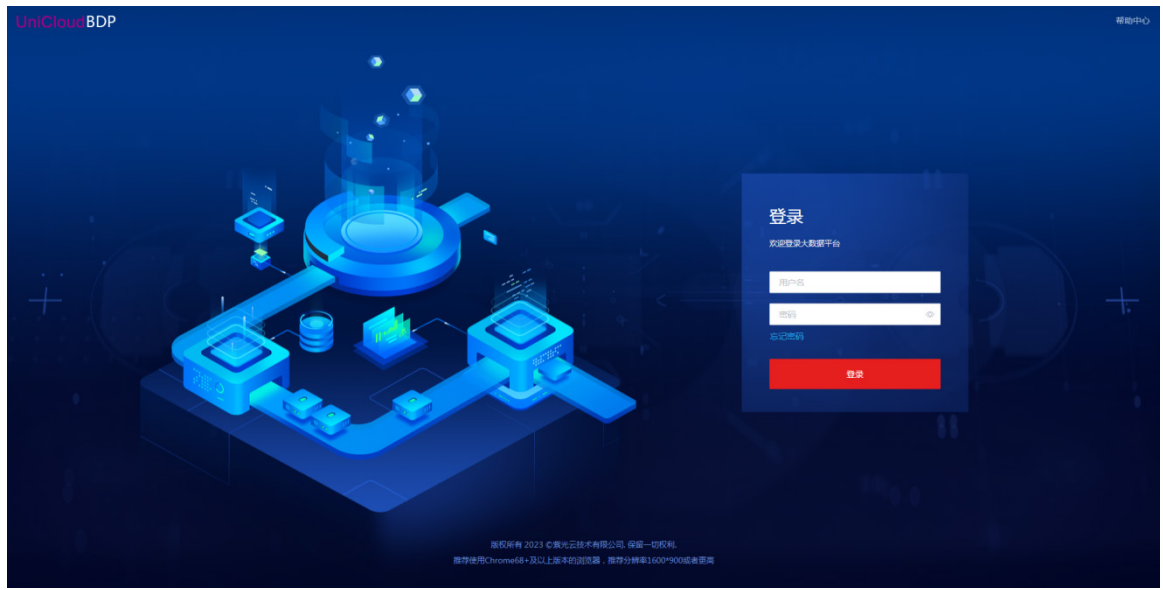 UniCloudBDP
帮助中心
登录
欢迎登录大数据平台
用户名
密码
忘记密码
登录
版权所有 2023 ©紫光云技术有限公司. 保留一切权利.
推荐使用Chrome68+及以上版本的浏览器，推荐分辨率1600*900或者更高